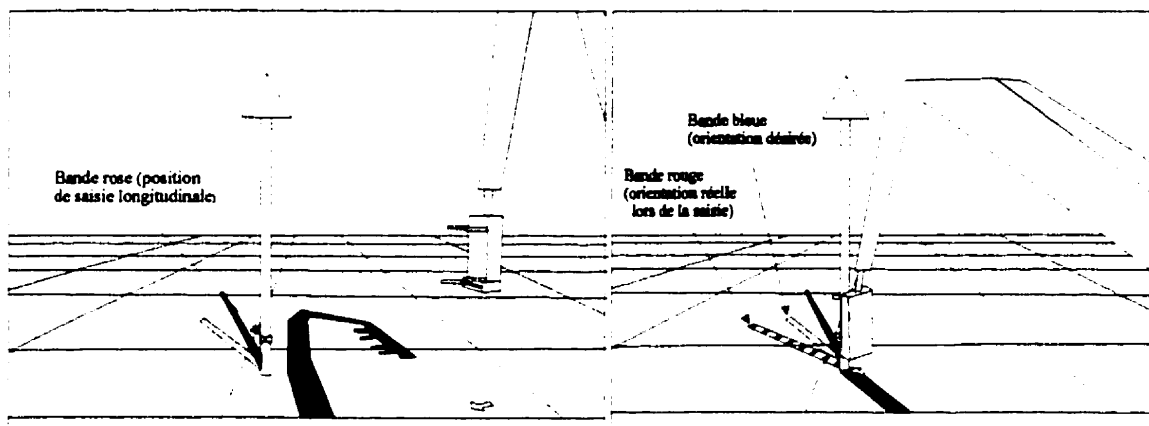 Bande rose (position
de saisie longitudinale)
Bande bleue
(orientation désirée)
Bande rouge
(orientation réelle
lors de la saisie)